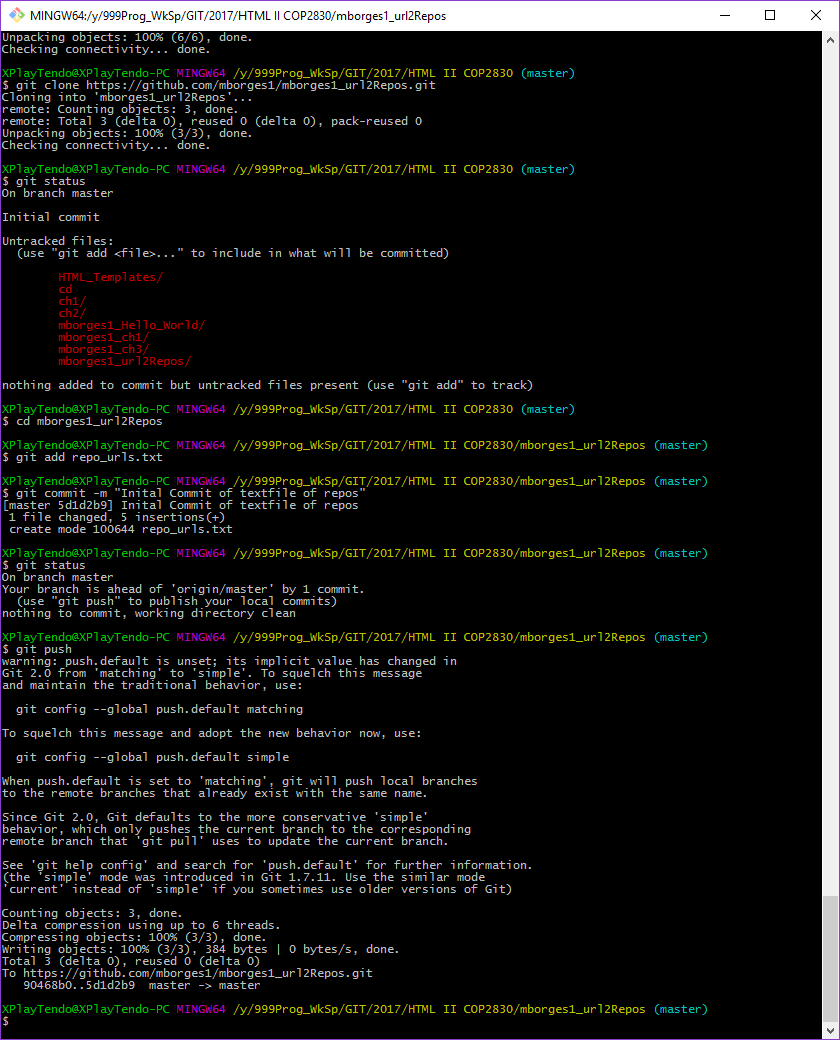 MINGW64:/y/999Prog_WkSp/GIT/2017/HTML II COP2830/mborges1_url2Repos
Unpacking objects: 100% (6/6), done.
Checking connectivity... done.
XPlayTendo@XPlayTendo-PC MINGW64 /y/999Prog_WkSp/GIT/2017/HTML II COP2830 (master)
$ git clone https://github.com/mborges1/mborges1_url2Repos.git
Cloning into 'mborges1_url2Repos'...
remote: Counting objects: 3, done.
remote: Total 3 (delta 0), reused 0 (delta 0), pack-reused 0
Unpacking objects: 100% (3/3), done.
Checking connectivity... done.
XPlayTendo@XPlayTendo-PC MINGW64 /y/999Prog_WkSp/GIT/2017/HTML II COP2830 (master)
$ git status
On branch master
Initial commit
Untracked files:
  (use "git add <file>..." to include in what will be committed)
        HTML_Templates/
        cd
        ch1/
        ch2/
        mborges1_Hello_World/
        mborges1_ch1/
        mborges1_ch3/
        mborges1_url2Repos/
nothing added to commit but untracked files present (use "git add" to track)
XPlayTendo@XPlayTendo-PC MINGW64 /y/999Prog_WkSp/GIT/2017/HTML II COP2830 (master)
$ cd mborges1_url2Repos
XPlayTendo@XPlayTendo-PC MINGW64 /y/999Prog_WkSp/GIT/2017/HTML II COP2830/mborges1_url2Repos (master)
$ git add repo_urls.txt
XPlayTendo@XPlayTendo-PC MINGW64 /y/999Prog_WkSp/GIT/2017/HTML II COP2830/mborges1_url2Repos (master)
$ git commit -m "Inital Commit of textfile of repos"
[master 5d1d2b9] Inital Commit of textfile of repos
 1 file changed, 5 insertions(+)
 create mode 100644 repo_urls.txt
XPlayTendo@XPlayTendo-PC MINGW64 /y/999Prog_WkSp/GIT/2017/HTML II COP2830/mborges1_url2Repos (master)
$ git status
On branch master
Your branch is ahead of 'origin/master' by 1 commit.
  (use "git push" to publish your local commits)
nothing to commit, working directory clean
XPlayTendo@XPlayTendo-PC MINGW64 /y/999Prog_WkSp/GIT/2017/HTML II COP2830/mborges1_url2Repos (master)
$ git push
warning: push.default is unset; its implicit value has changed in
Git 2.0 from 'matching' to 'simple'. To squelch this message
and maintain the traditional behavior, use:
  git config --global push.default matching
To squelch this message and adopt the new behavior now, use:
  git config --global push.default simple
When push.default is set to 'matching', git will push local branches
to the remote branches that already exist with the same name.
Since Git 2.0, Git defaults to the more conservative 'simple'
behavior, which only pushes the current branch to the corresponding
remote branch that 'git pull' uses to update the current branch.
See 'git help config' and search for 'push.default' for further information.
(the 'simple' mode was introduced in Git 1.7.11. Use the similar mode
'current' instead of 'simple' if you sometimes use older versions of Git)
Counting objects: 3, done.
Delta compression using up to 6 threads.
Compressing objects: 100% (3/3), done.
Writing objects: 100% (3/3), 384 bytes | 0 bytes/s, done.
Total 3 (delta 0), reused 0 (delta 0)
To https://github.com/mborges1/mborges1_url2Repos.git
   90468b0..5d1d2b9  master -> master
XPlayTendo@XPlayTendo-PC MINGW64 /y/999Prog_WkSp/GIT/2017/HTML II COP2830/mborges1_url2Repos (master)
$